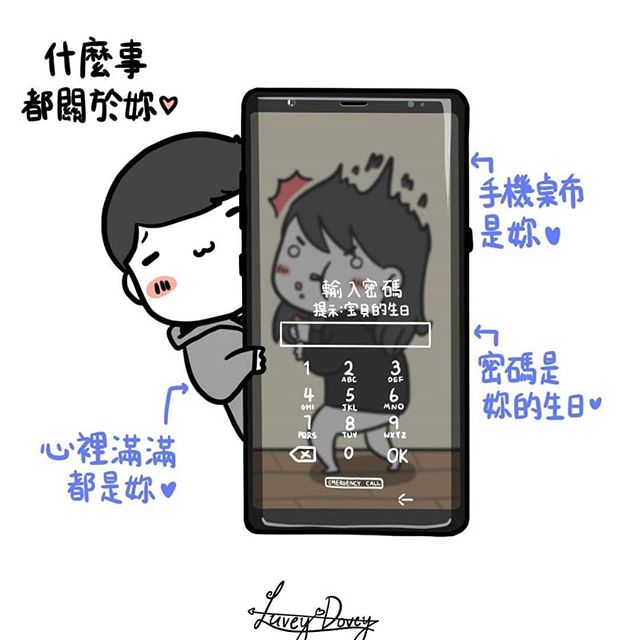 什麼事
都關於妳♡
手機桌布
是妳♥
輸入密碼
提示:宝貝的生日
1 2 3
ABC DEF
4 5 6
GHI JKL MNO
7 8 9
PQRS TUV WXYZ
0 OK
EMERGENCY CALL
密碼是
妳的生日♥
心裡滿滿
都是妳♥
Luvey Dovey